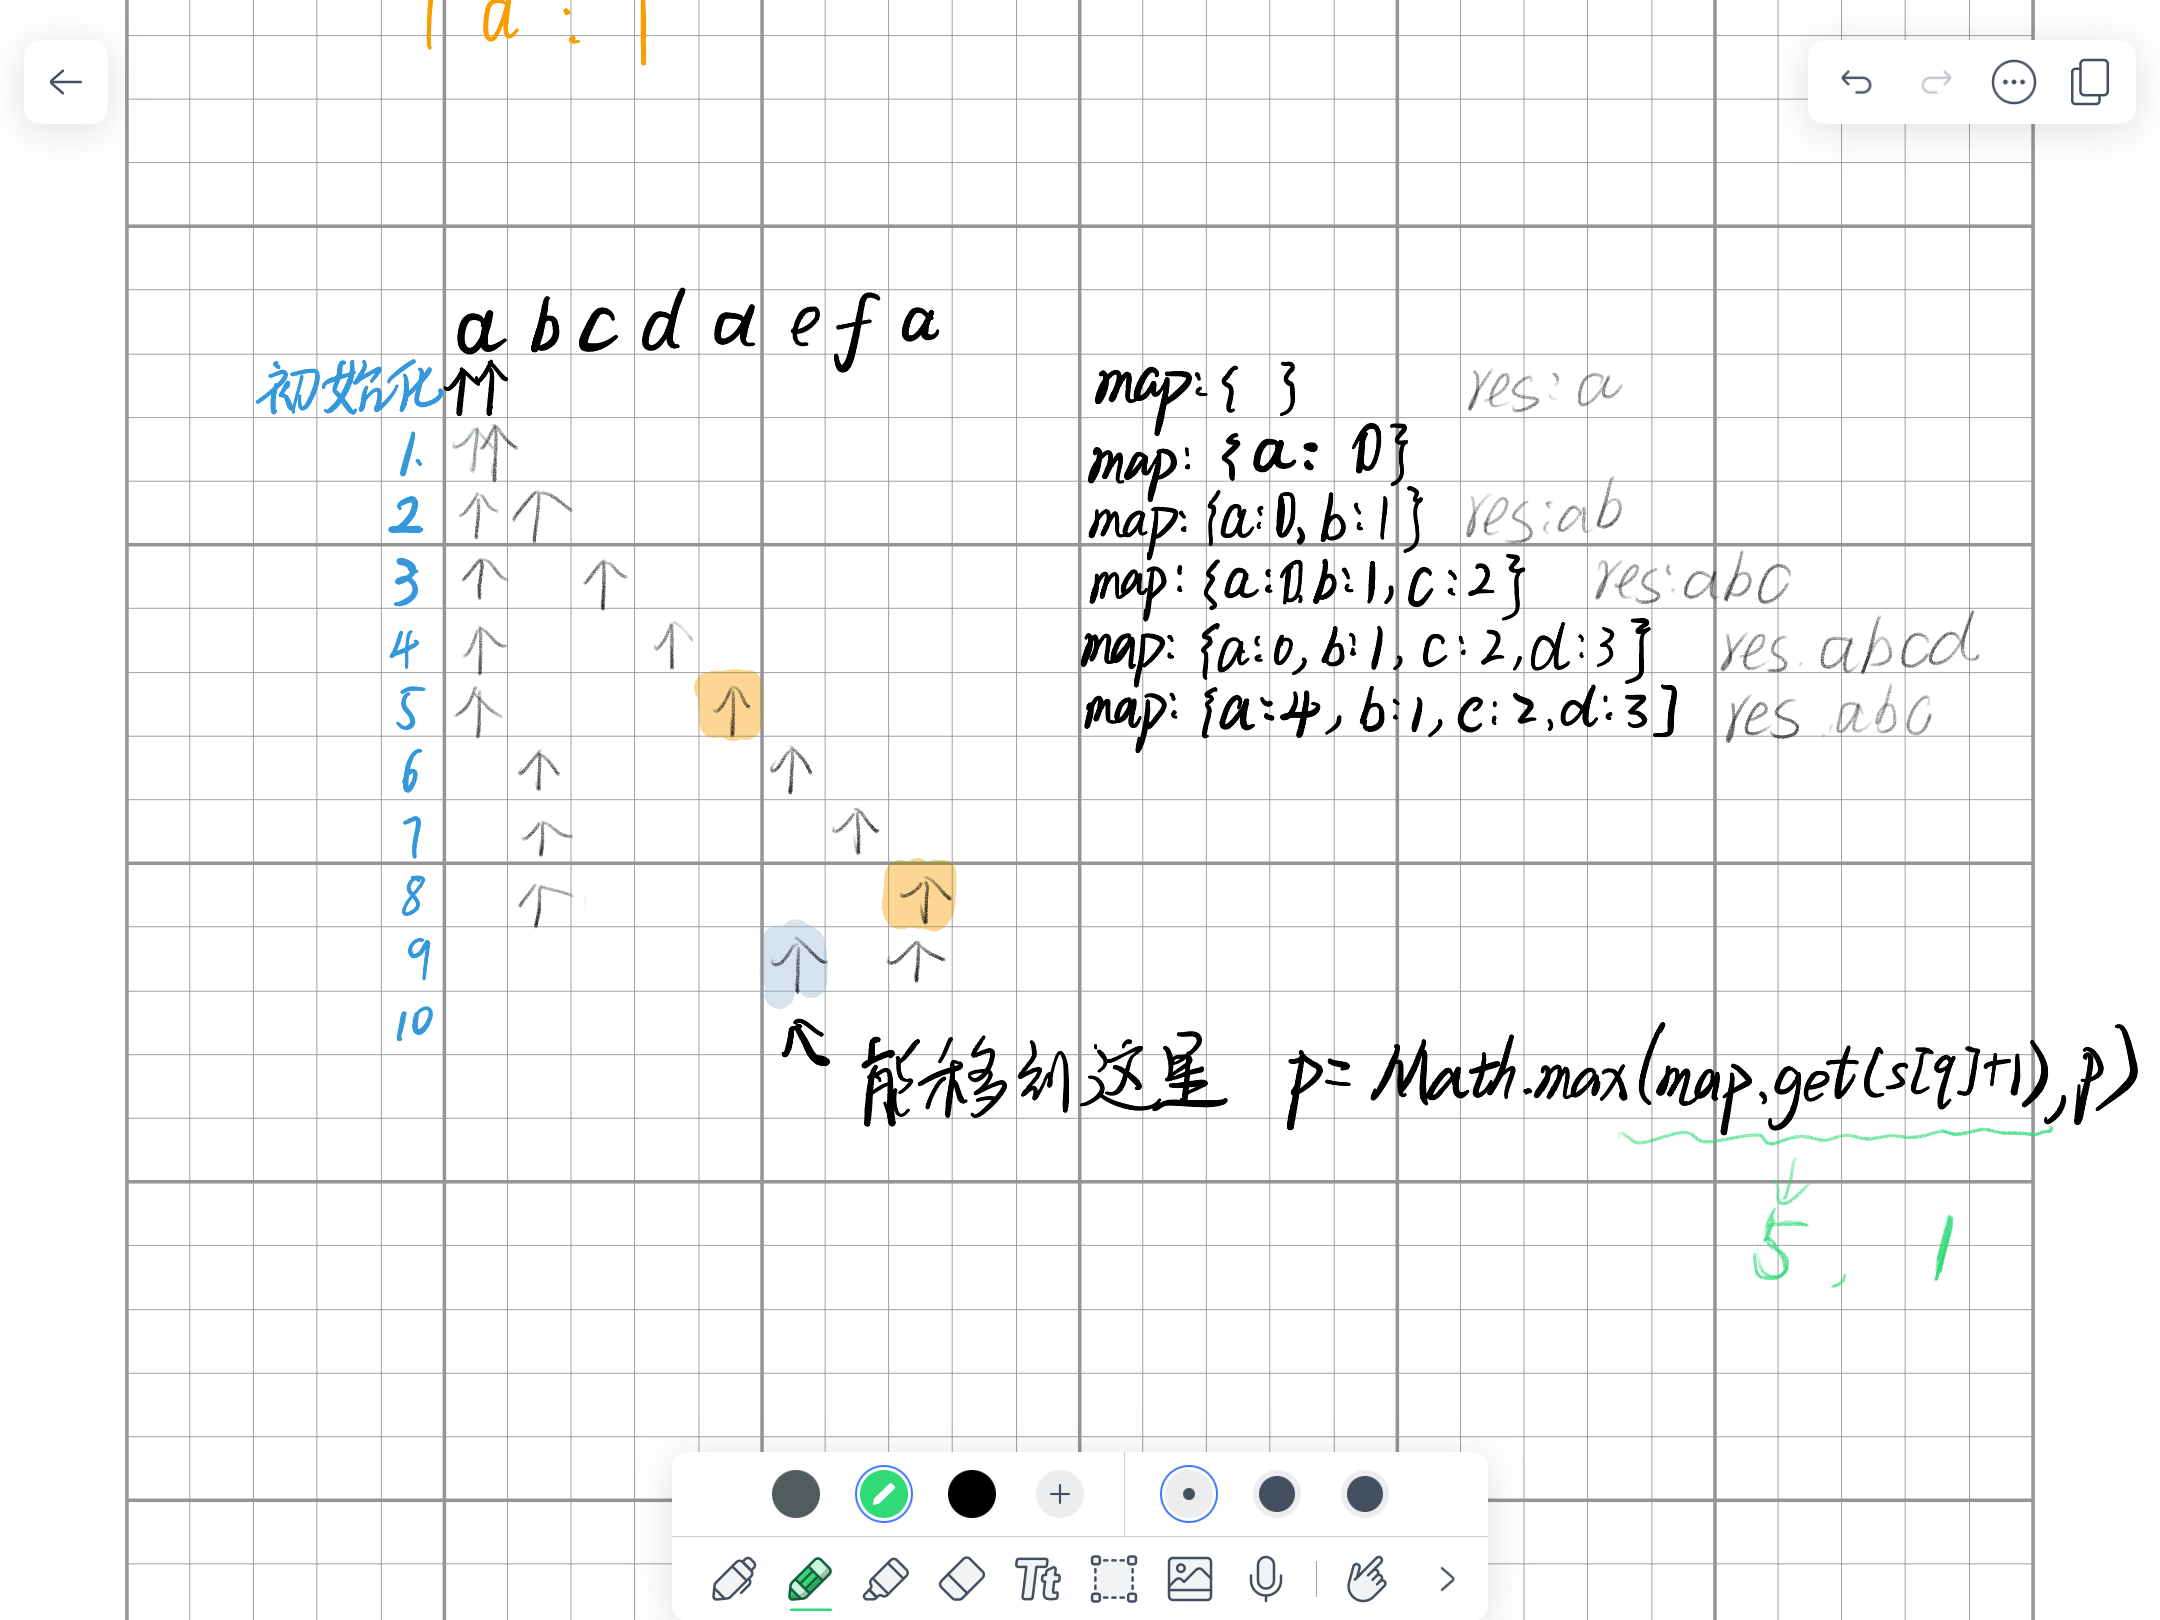 | a : |
a b c d a e f a
初始化 map:{ } res: a
1. map: {a: 0}
2 map: {a:0, b:1} res:ab
3 map: {a:0 b:1, c:2} res:abc
4 map: {a:0, b:1, c:2, d:3} res. abcd
5 map: {a:4, b:1, c:2, d:3] res .abc
6
7
8
9
10
能移到这里 p= Math.max(map.get(s[q]+1), p)
5, 1
Tt